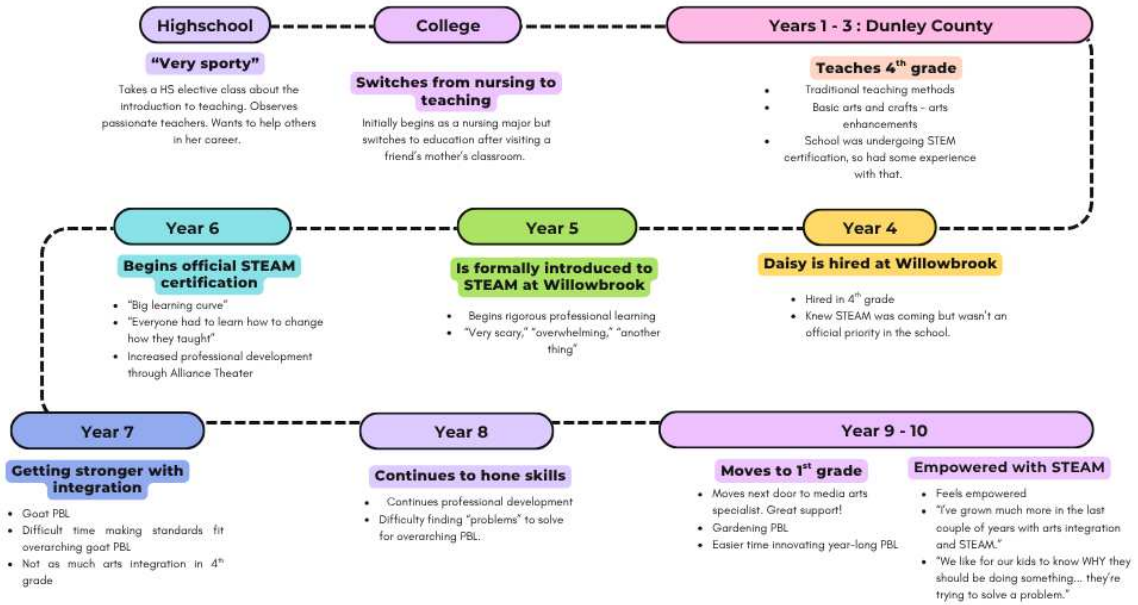 Highschool
College
Years 1 - 3 : Dunley County
“Very sporty”
Takes a HS elective class about the
introduction to teaching. Observes
passionate teachers. Wants to help others
in her career.
Switches from nursing to
teaching
Initially begins as a nursing major but
switches to education after visiting a
friend’s mother’s classroom.
Teaches 4th grade
• Traditional teaching methods
• Basic arts and crafts - arts
enhancements
• School was undergoing STEM
certification, so had some experience
with that.
Year 6
Year 5
Year 4
Begins official STEAM
certification
• “Big learning curve”
• “Everyone had to learn how to change
how they taught”
• Increased professional development
through Alliance Theater
Is formally introduced to
STEAM at Willowbrook
• Begins rigorous professional learning
• “Very scary,” “overwhelming,” “another
thing”
Daisy is hired at Willowbrook
• Hired in 4th grade
• Knew STEAM was coming but wasn’t an
official priority in the school.
Year 7
Year 8
Year 9 - 10
Getting stronger with
integration
• Goat PBL
• Difficult time making standards fit
overarching goat PBL
• Not as much arts integration in 4th
grade
Continues to hone skills
• Continues professional development
• Difficulty finding “problems” to solve
for overarching PBL.
Moves to 1st grade
• Moves next door to media arts
specialist. Great support!
• Gardening PBL
• Easier time innovating year-long PBL
Empowered with STEAM
• Feels empowered
• “I’ve grown much more in the last
couple of years with arts integration
and STEAM.”
• “We like for our kids to know WHY they
should be doing something... they’re
trying to solve a problem.”